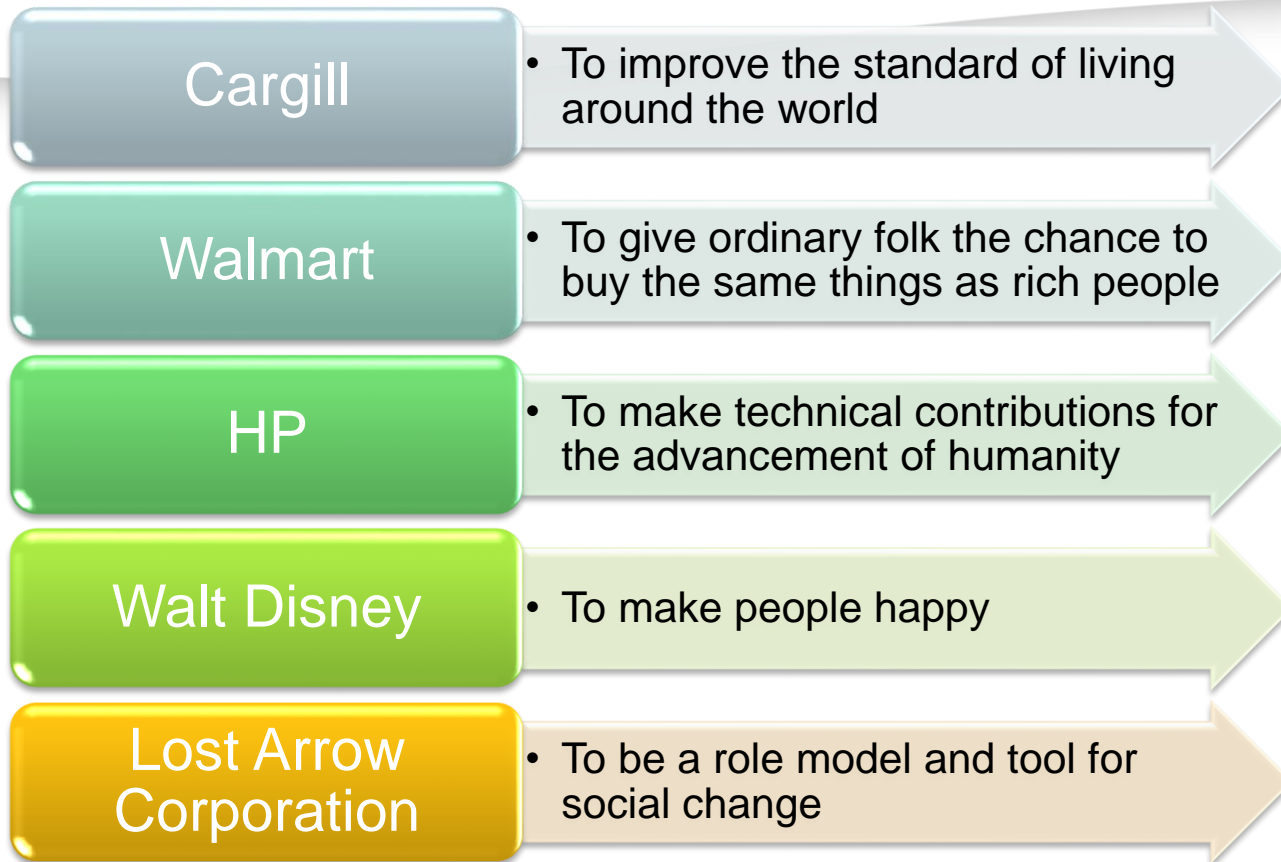 Cargill
• To improve the standard of living
around the world
Walmart
• To give ordinary folk the chance to
buy the same things as rich people
HP
• To make technical contributions for
the advancement of humanity
Walt Disney
• To make people happy
Lost Arrow
Corporation
• To be a role model and tool for
social change